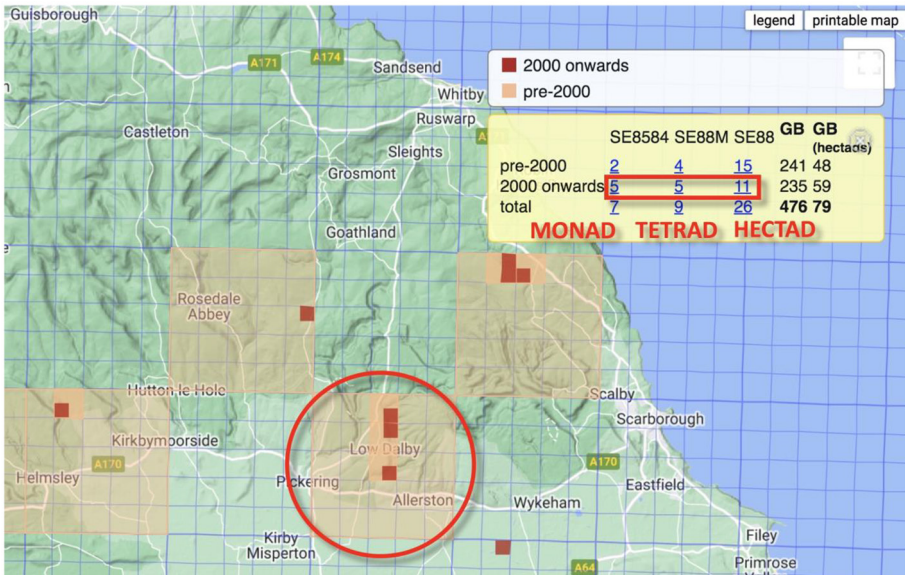 Guisborough
legend
printable map
A171
A174
Sandsend
2000 onwards
pre-2000
Whitby
Ruswarp
Castleton
Sleights
Grosmont
SE8584 SE88M SE88 GB GB
(hectads)
pre-2000 2 4 15 241 48
2000 onwards 5 5 11 235 59
total 7 9 26 476 79
MONAD TETRAD HECTAD
Goathland
Rosedale
Abbey
Hutton-le-Hole
Scalby
Scarborough
Kirkbymoorside
Low Dalby
A170
A170
Helmsley
Pickering
Eastfield
Allerston
Wykeham
Kirby
Misperton
Filey
A64
Primrose